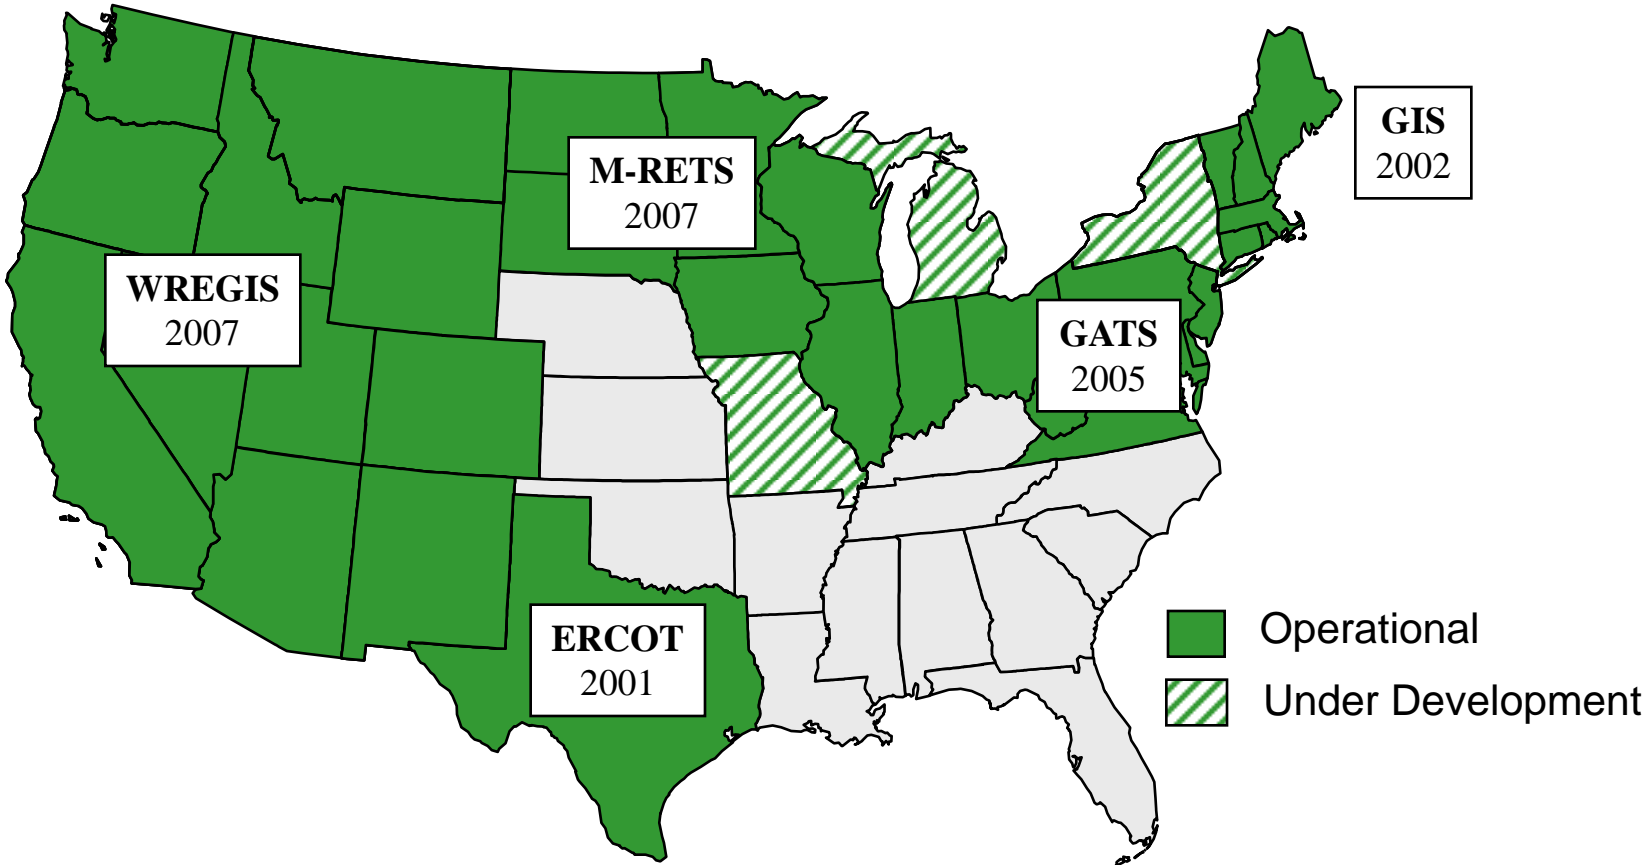 GIS
2002
M-RETS
2007
WREGIS
2007
GATS
2005
ERCOT
2001
Operational
Under Development